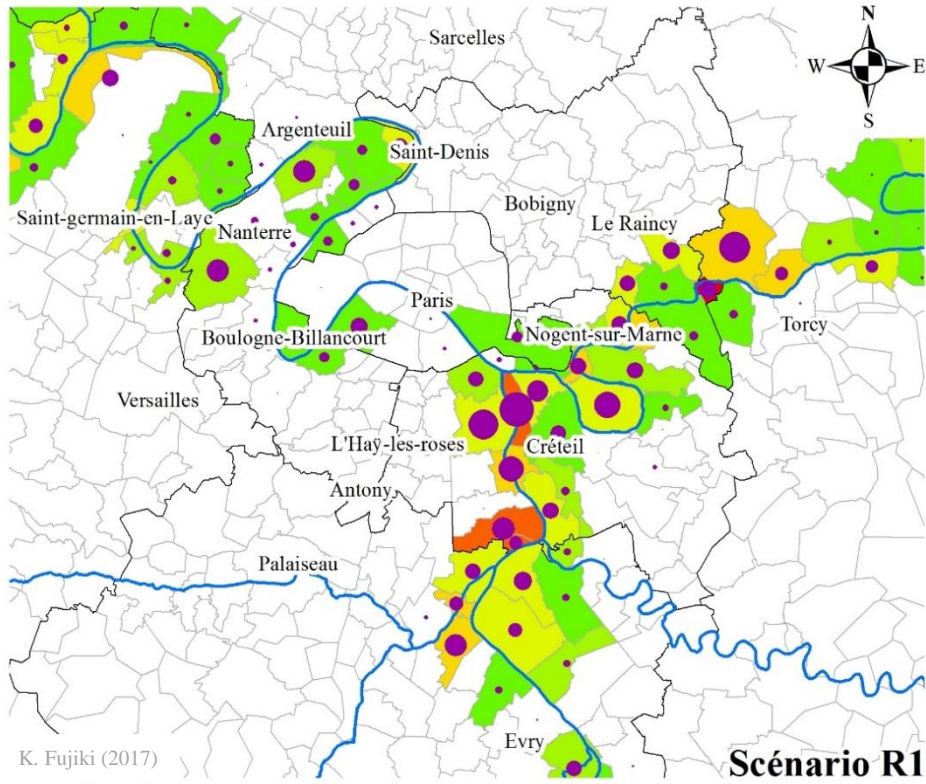 Sarcelles
N
W
E
S
Argenteuil
Saint-Denis
Bobigny
Le Raincy
Saint-germain-en-Laye
Nanterre
Paris
Torcy
Boulogne-Billancourt
Nogent-sur-Marne
Versailles
L'Haÿ-les-roses
Créteil
Antony
Palaiseau
Evry
K. Fujiki (2017)
Scénario R1